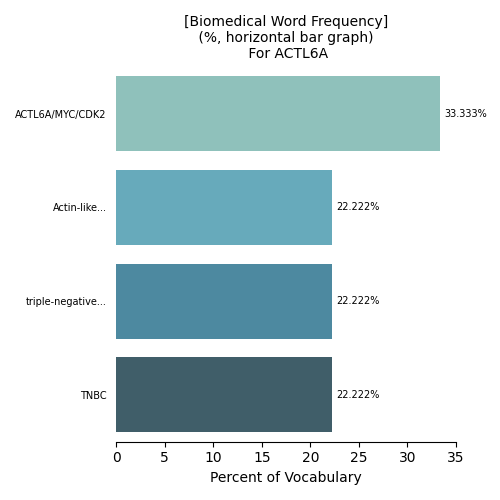 [Biomedical Word Frequency]
(%, horizontal bar graph)
For ACTL6A
ACTL6A/MYC/CDK2
33.333%
Actin-like...
22.222%
triple-negative...
22.222%
TNBC
22.222%
0 5 10 15 20 25 30 35
Percent of Vocabulary